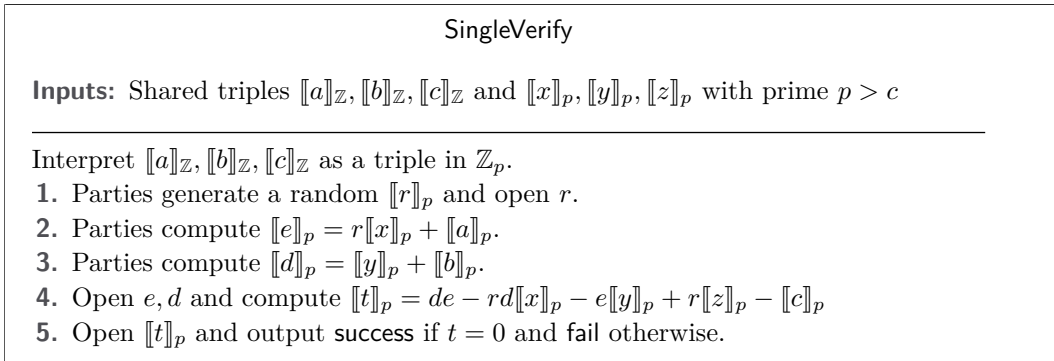 SingleVerify
Inputs: Shared triples ⟦a⟧_ℤ, ⟦b⟧_ℤ, ⟦c⟧_ℤ and ⟦x⟧_p, ⟦y⟧_p, ⟦z⟧_p with prime p > c
Interpret ⟦a⟧_ℤ, ⟦b⟧_ℤ, ⟦c⟧_ℤ as a triple in ℤ_p.
1. Parties generate a random ⟦r⟧_p and open r.
2. Parties compute ⟦e⟧_p = r⟦x⟧_p + ⟦a⟧_p.
3. Parties compute ⟦d⟧_p = ⟦y⟧_p + ⟦b⟧_p.
4. Open e, d and compute ⟦t⟧_p = de − rd⟦x⟧_p − e⟦y⟧_p + r⟦z⟧_p − ⟦c⟧_p
5. Open ⟦t⟧_p and output success if t = 0 and fail otherwise.